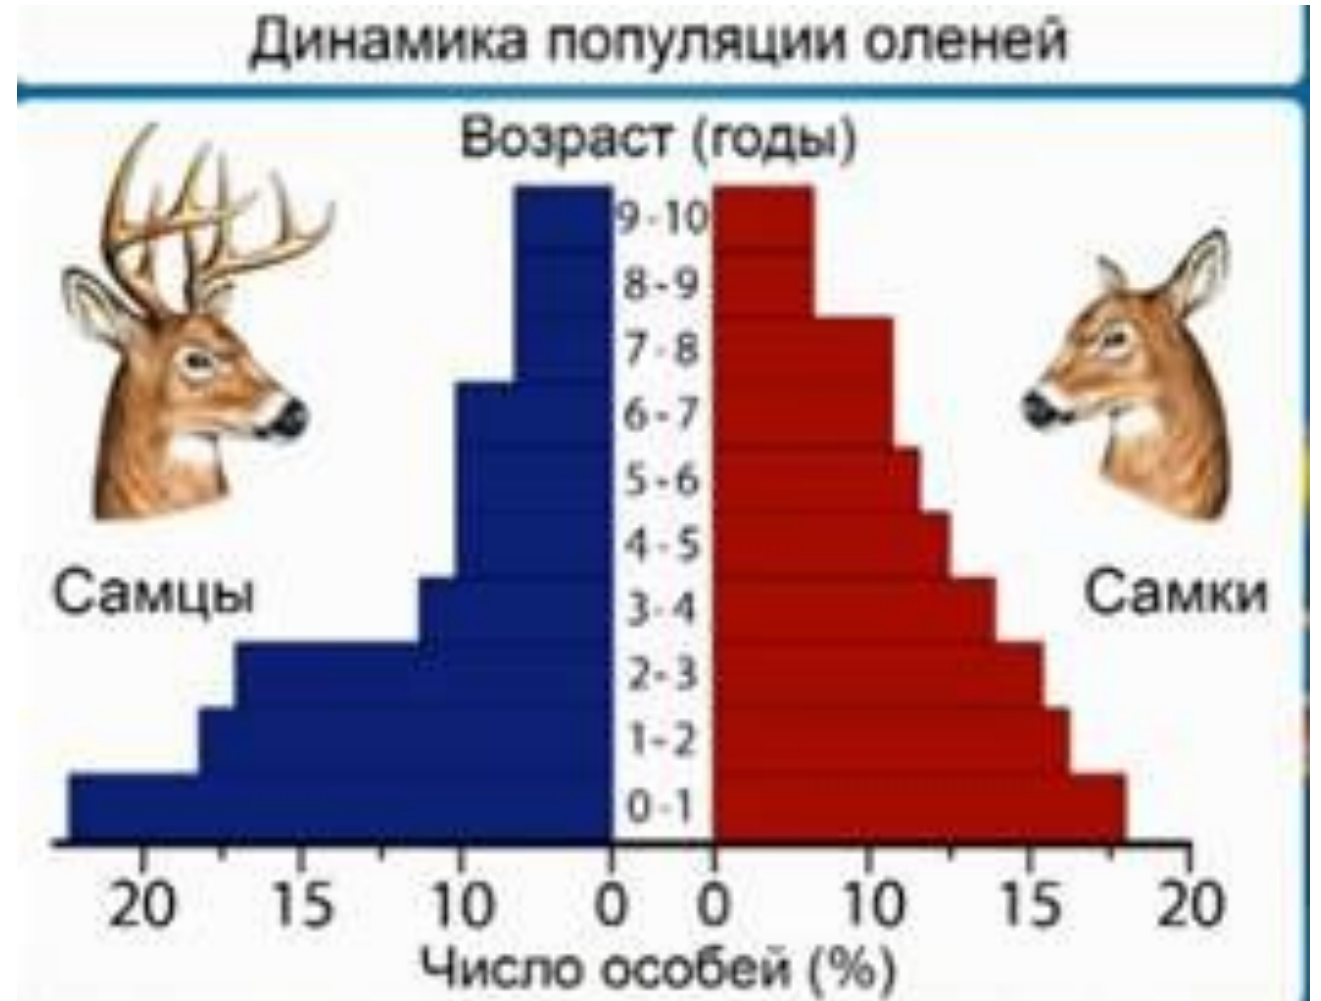 Динамика популяции оленей
Возраст (годы)
9-10
8-9
7-8
6-7
5-6
4-5
3-4
2-3
1-2
0-1
Самцы
Самки
20 15 10 0 0 10 15 20
Число особей (%)